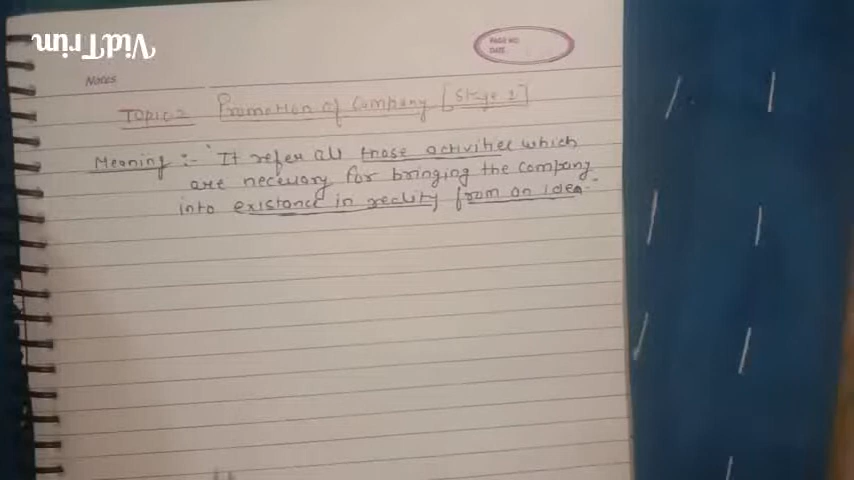 VidTrim
PAGE NO.
DATE
Notes
Topic 2 Promotion of Company [Stage 1]
Meaning :- "It refer all those activities which
are necessary for bringing the company
into existance in reality from an idea"